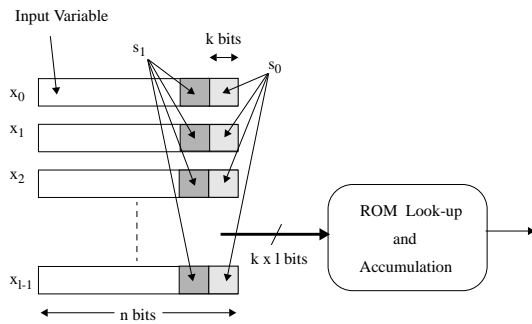 Input Variable
k bits
s1
s0
x0
x1
x2
ROM Look-up
and
Accumulation
k x l bits
xl-1
n bits